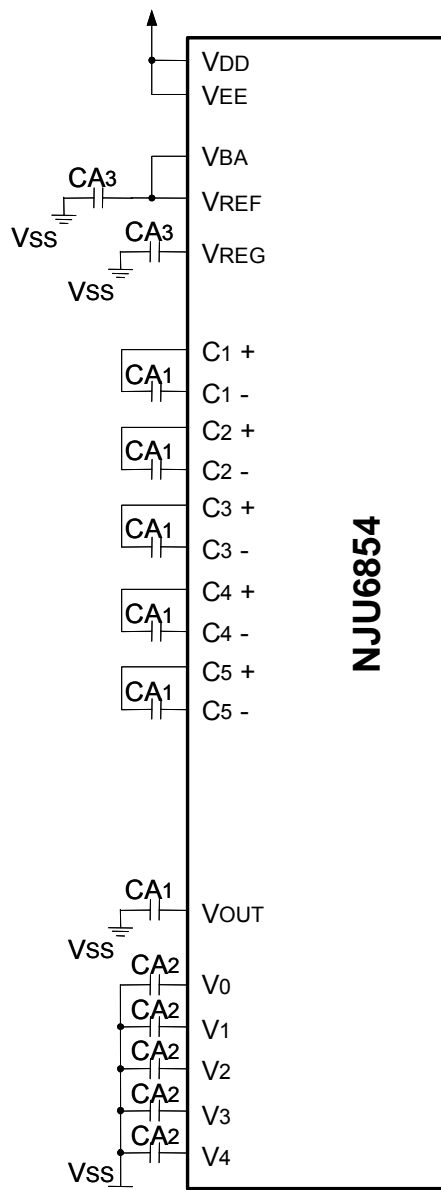 VDD
VEE
VBA
CA3
VREF
VSS
CA3
VREG
VSS
C1 +
CA1
C1 -
C2 +
CA1
C2 -
C3 +
CA1
C3 -
C4 +
CA1
C4 -
C5 +
CA1
C5 -
NJU6854
CA1
VOUT
VSS
CA2
V0
CA2
V1
CA2
V2
CA2
V3
CA2
V4
VSS